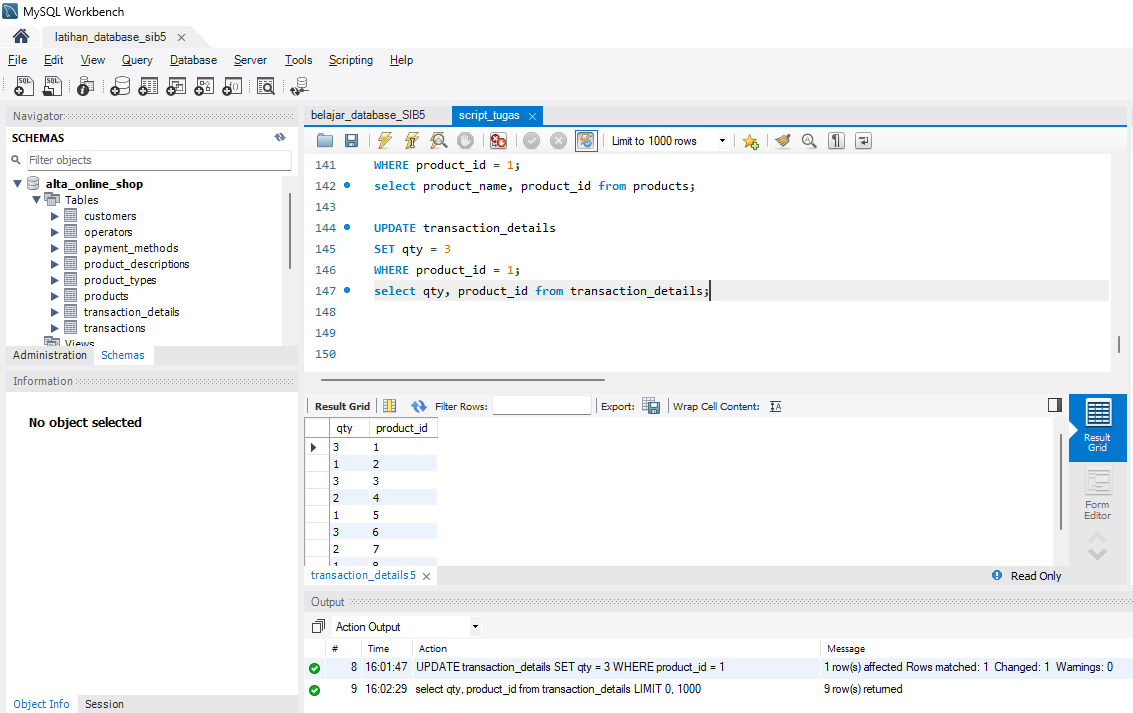 MySQL Workbench
latihan_database_sib5
File Edit View Query Database Server Tools Scripting Help
Navigator
SCHEMAS
Filter objects
alta_online_shop
Tables
customers
operators
payment_methods
product_descriptions
product_types
products
transaction_details
transactions
Views
Administration Schemas
Information
No object selected
Object Info Session
belajar_database_SIB5 script_tugas
Limit to 1000 rows
141 WHERE product_id = 1;
142 select product_name, product_id from products;
143
144 UPDATE transaction_details
145 SET qty = 3
146 WHERE product_id = 1;
147 select qty, product_id from transaction_details;
148
149
150
Result Grid Filter Rows: Export: Wrap Cell Content:
qty product_id
3 1
1 2
3 3
2 4
1 5
3 6
2 7
1 8
Result
Grid
Form
Editor
transaction_details 5 Read Only
Output
Action Output
# Time Action Message
8 16:01:47 UPDATE transaction_details SET qty = 3 WHERE product_id = 1 1 row(s) affected Rows matched: 1 Changed: 1 Warnings: 0
9 16:02:29 select qty, product_id from transaction_details LIMIT 0, 1000 9 row(s) returned